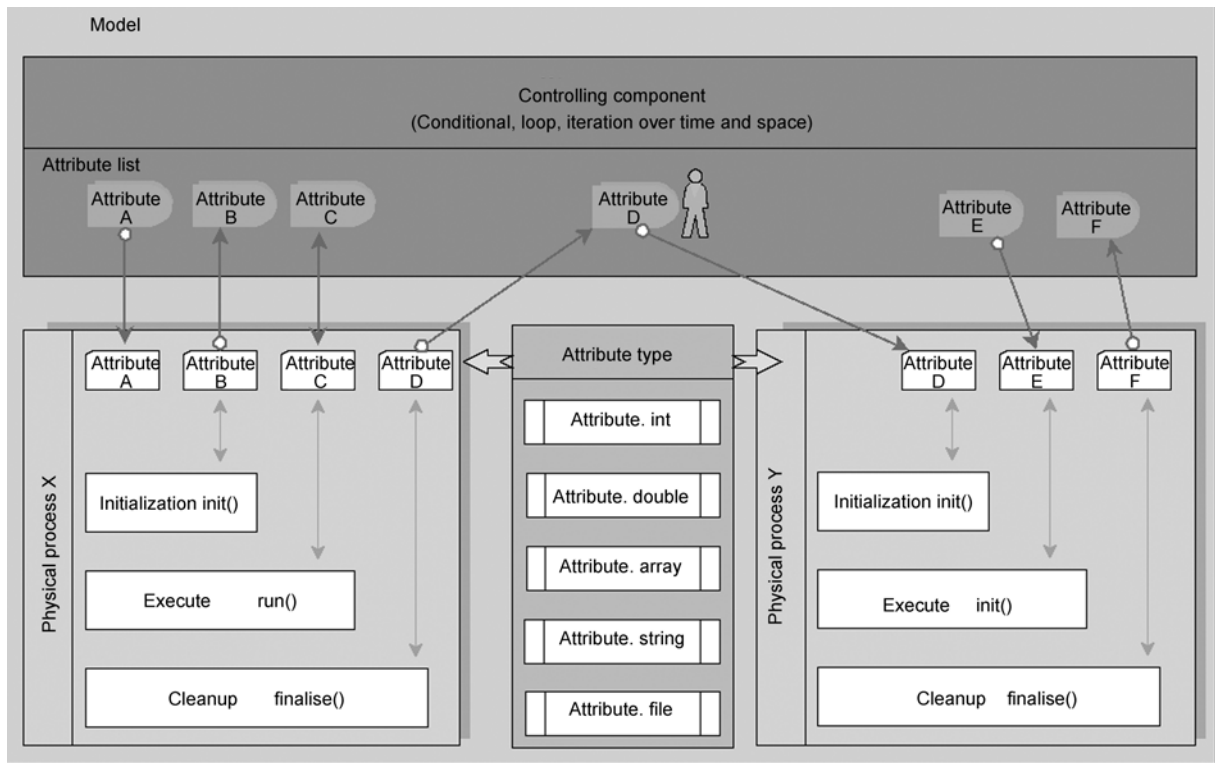 Model
Controlling component
(Conditional, loop, iteration over time and space)
Attribute list
Attribute
A
Attribute
B
Attribute
C
Attribute
D
Attribute
E
Attribute
F
Physical process X
Attribute
A
Attribute
B
Attribute
C
Attribute
D
Initialization init()
Execute run()
Cleanup finalise()
Attribute type
Attribute. int
Attribute. double
Attribute. array
Attribute. string
Attribute. file
Physical process Y
Attribute
D
Attribute
E
Attribute
F
Initialization init()
Execute init()
Cleanup finalise()